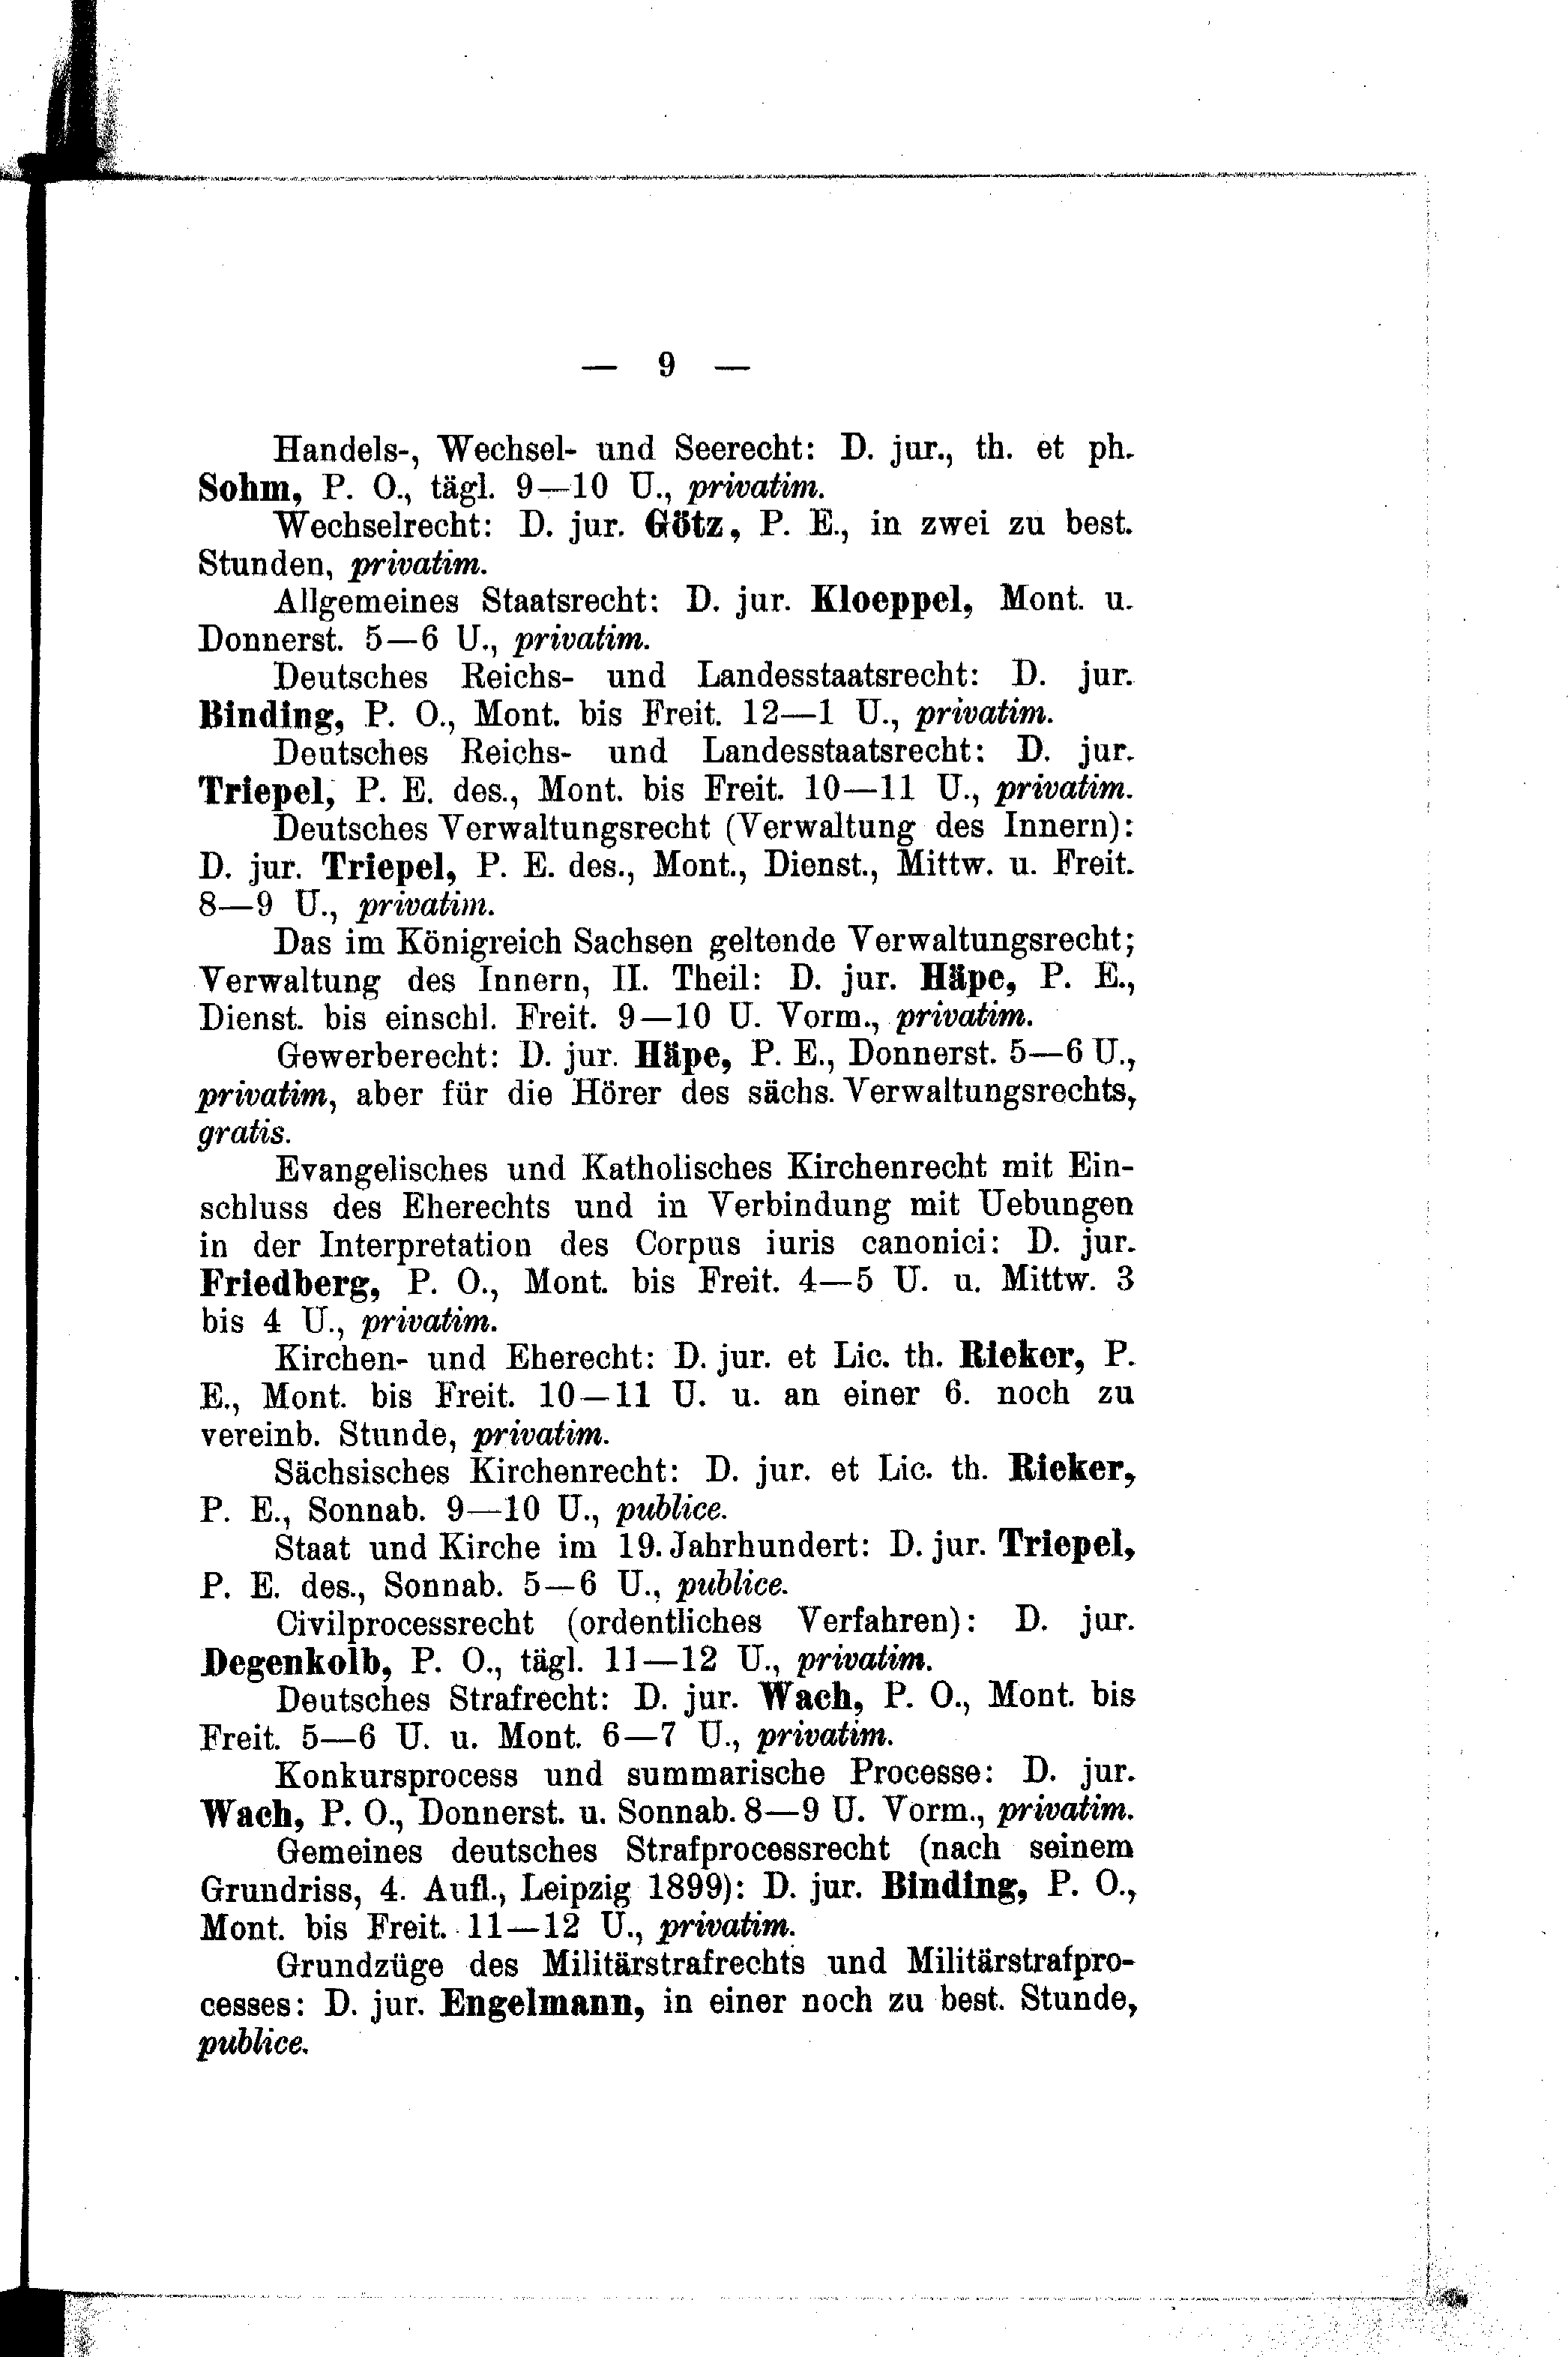 — 9 —
Handels-, Wechsel- und Seerecht: D. jur., th. et ph.
Sohm, P. O., tägl. 9—10 U., privatim.
Wechselrecht: D. jur. Götz, P. E., in zwei zu best.
Stunden, privatim.
Allgemeines Staatsrecht: D. jur. Kloeppel, Mont. u.
Donnerst. 5—6 U., privatim.
Deutsches Reichs- und Landesstaatsrecht: D. jur.
Binding, P. O., Mont. bis Freit. 12—1 U., privatim.
Deutsches Reichs- und Landesstaatsrecht: D. jur.
Triepel, P. E. des., Mont. bis Freit. 10—11 U., privatim.
Deutsches Verwaltungsrecht (Verwaltung des Innern):
D. jur. Triepel, P. E. des., Mont., Dienst., Mittw. u. Freit.
8—9 U., privatim.
Das im Königreich Sachsen geltende Verwaltungsrecht;
Verwaltung des Innern, II. Theil: D. jur. Häpe, P. E.,
Dienst. bis einschl. Freit. 9—10 U. Vorm., privatim.
Gewerberecht: D. jur. Häpe, P. E., Donnerst. 5—6 U.,
privatim, aber für die Hörer des sächs. Verwaltungsrechts,
gratis.
Evangelisches und Katholisches Kirchenrecht mit Ein-
schluss des Eherechts und in Verbindung mit Uebungen
in der Interpretation des Corpus iuris canonici: D. jur.
Friedberg, P. O., Mont. bis Freit. 4—5 U. u. Mittw. 3
bis 4 U., privatim.
Kirchen- und Eherecht: D. jur. et Lic. th. Rieker, P.
E., Mont. bis Freit. 10—11 U. u. an einer 6. noch zu
vereinb. Stunde, privatim.
Sächsisches Kirchenrecht: D. jur. et Lic. th. Rieker,
P. E., Sonnab. 9—10 U., publice.
Staat und Kirche im 19. Jahrhundert: D. jur. Triepel,
P. E. des., Sonnab. 5—6 U., publice.
Civilprocessrecht (ordentliches Verfahren): D. jur.
Degenkolb, P. O., tägl. 11—12 U., privatim.
Deutsches Strafrecht: D. jur. Wach, P. O., Mont. bis
Freit. 5—6 U. u. Mont. 6—7 U., privatim.
Konkursprocess und summarische Processe: D. jur.
Wach, P. O., Donnerst. u. Sonnab. 8—9 U. Vorm., privatim.
Gemeines deutsches Strafprocessrecht (nach seinem
Grundriss, 4. Aufl., Leipzig 1899): D. jur. Binding, P. O.,
Mont. bis Freit. 11—12 U., privatim.
Grundzüge des Militärstrafrechts und Militärstrafpro-
cesses: D. jur. Engelmann, in einer noch zu best. Stunde,
publice.